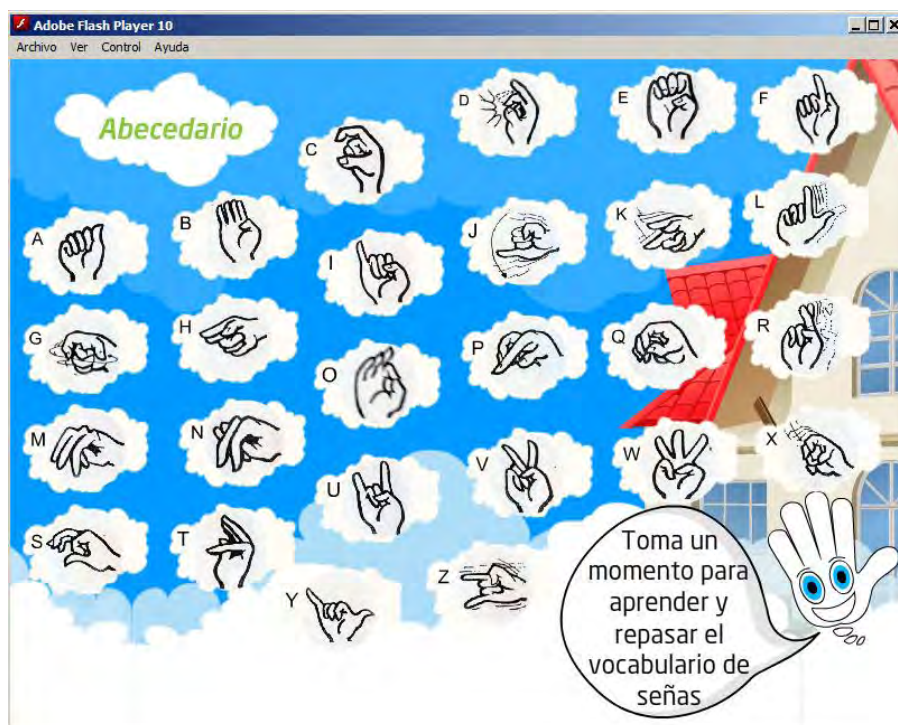 Adobe Flash Player 10
Archivo Ver Control Ayuda
Abecedario
A
B
C
D
E
F
G
H
I
J
K
L
M
N
O
P
Q
R
S
T
U
V
W
X
Y
Z
Toma un
momento para
aprender y
repasar el
vocabulario de
señas